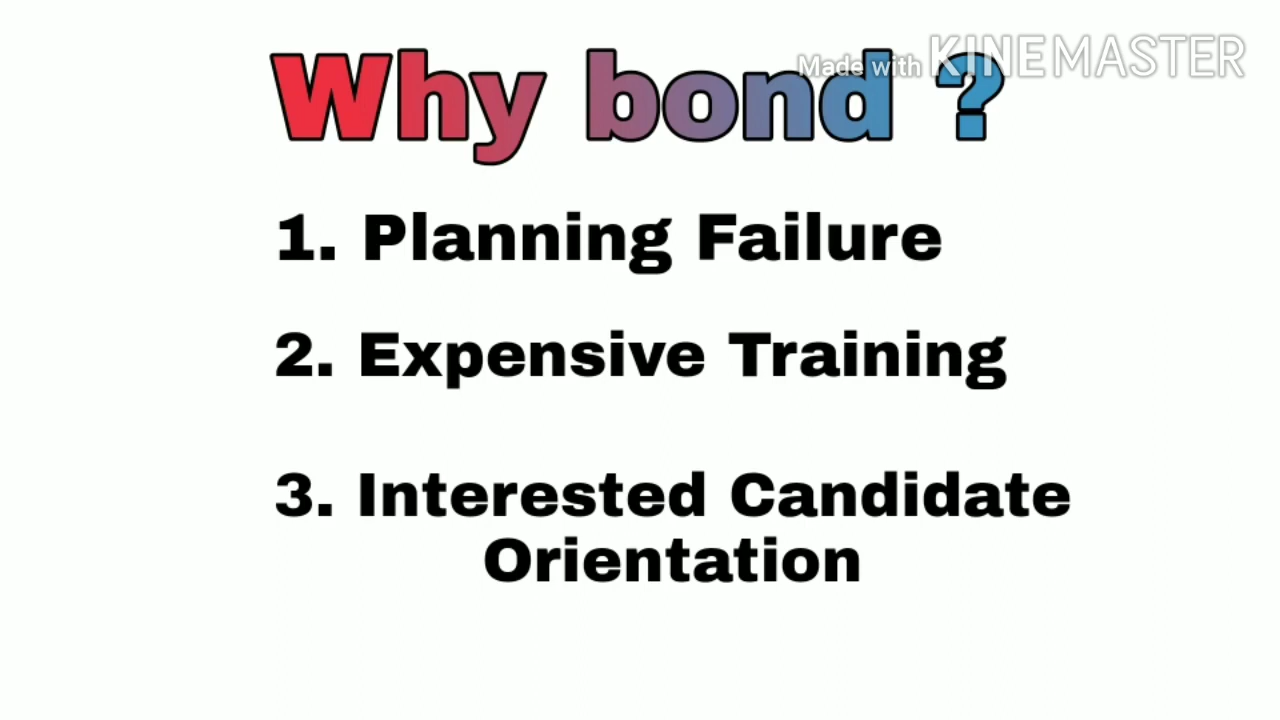 Why bond ?
Made with KINEMASTER
1. Planning Failure
2. Expensive Training
3. Interested Candidate
Orientation